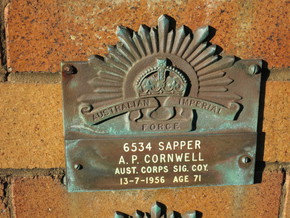 AUSTRALIAN IMPERIAL
FORCE
6534 SAPPER
A.P. CORNWELL
AUST. CORPS SIG. COY.
13-7-1956 AGE 71